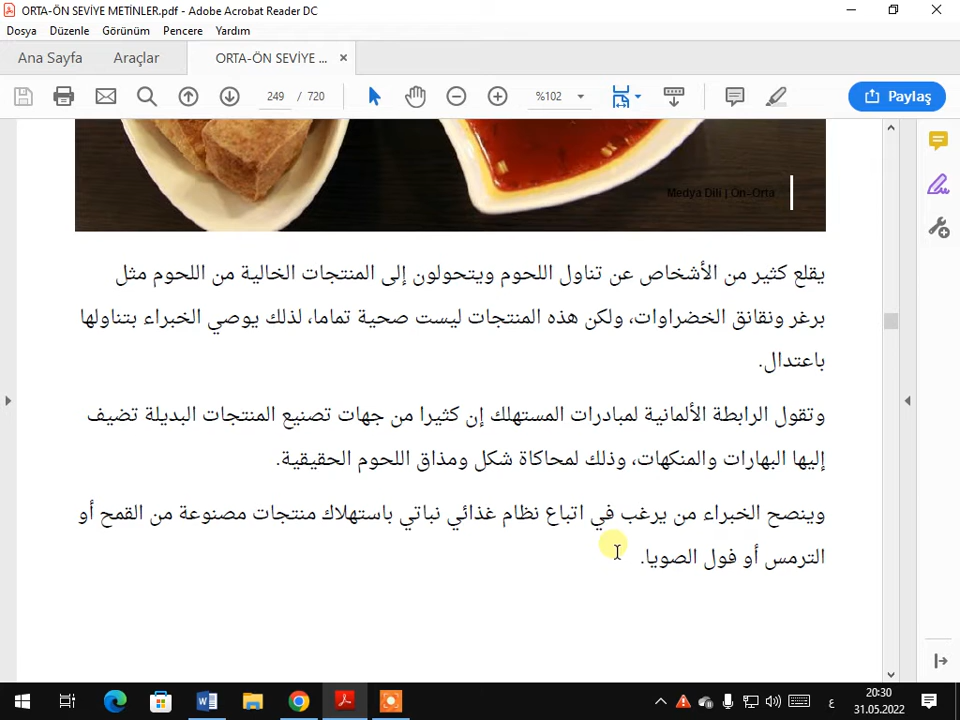 ORTA-ÖN SEVİYE METİNLER.pdf - Adobe Acrobat Reader DC
Dosya Düzenle Görünüm Pencere Yardım
Ana Sayfa Araçlar ORTA-ÖN SEVİYE ... ×
249 / 720 %102 Paylaş
Medya Dili | Ön-Orta
يقلع كثير من الأشخاص عن تناول اللحوم ويتحولون إلى المنتجات الخالية من اللحوم مثل
برغر ونقانق الخضراوات، ولكن هذه المنتجات ليست صحية تماما، لذلك يوصي الخبراء بتناولها
باعتدال.
وتقول الرابطة الألمانية لمبادرات المستهلك إن كثيرا من جهات تصنيع المنتجات البديلة تضيف
إليها البهارات والمنكهات، وذلك لمحاكاة شكل ومذاق اللحوم الحقيقية.
وينصح الخبراء من يرغب في اتباع نظام غذائي نباتي باستهلاك منتجات مصنوعة من القمح أو
الترمس أو فول الصويا.
ع
20:30
31.05.2022